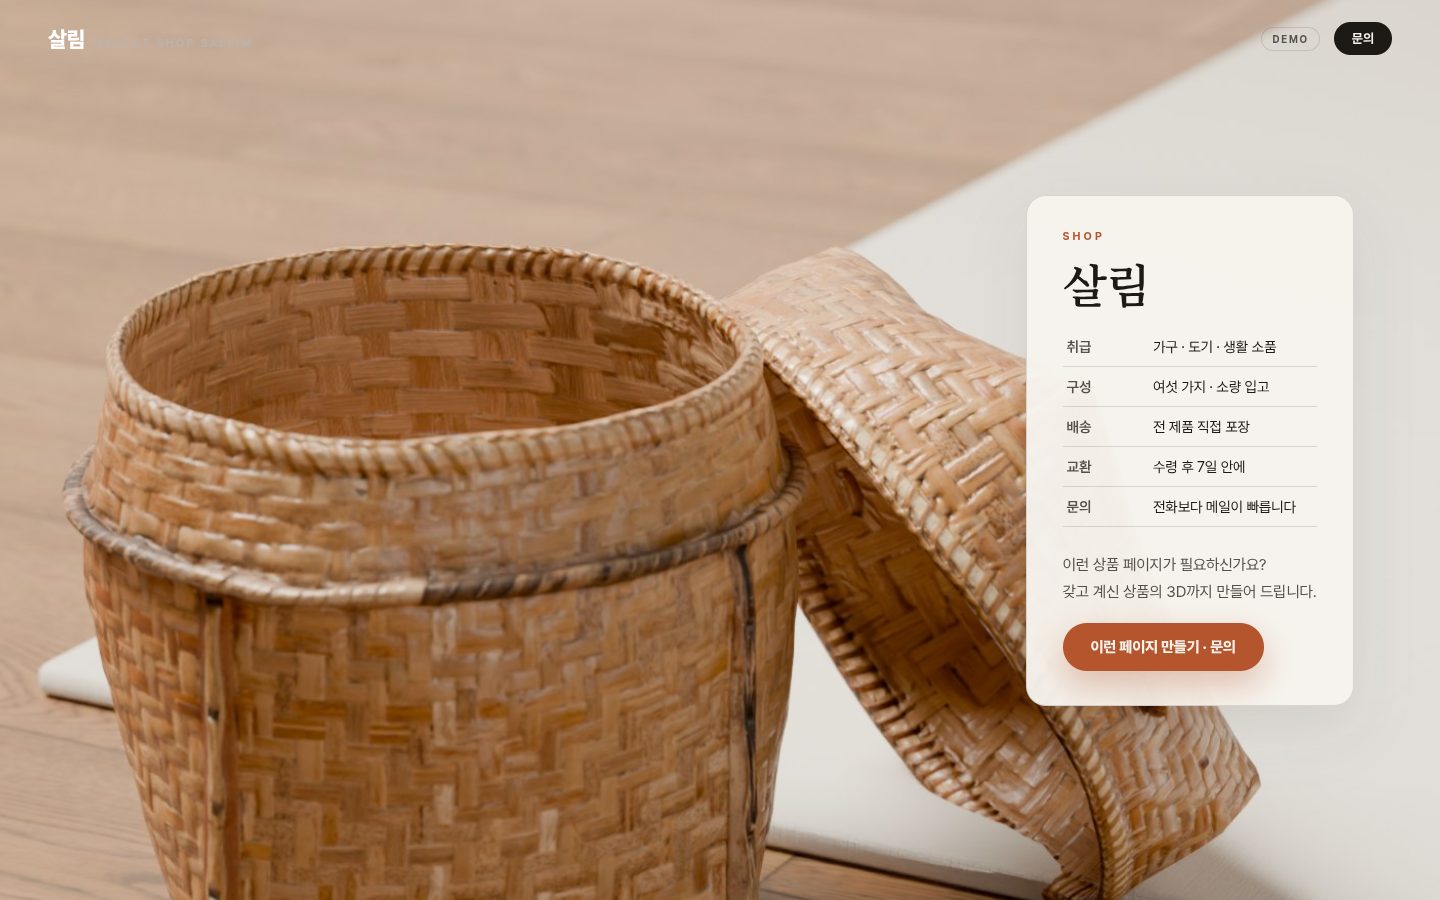 살림
SELECT SHOP SALLIM
DEMO
문의
SHOP
살림
취급 가구 · 도기 · 생활 소품
구성 여섯 가지 · 소량 입고
배송 전 제품 직접 포장
교환 수령 후 7일 안에
문의 전화보다 메일이 빠릅니다
이런 상품 페이지가 필요하신가요?
갖고 계신 상품의 3D까지 만들어 드립니다.
이런 페이지 만들기 · 문의